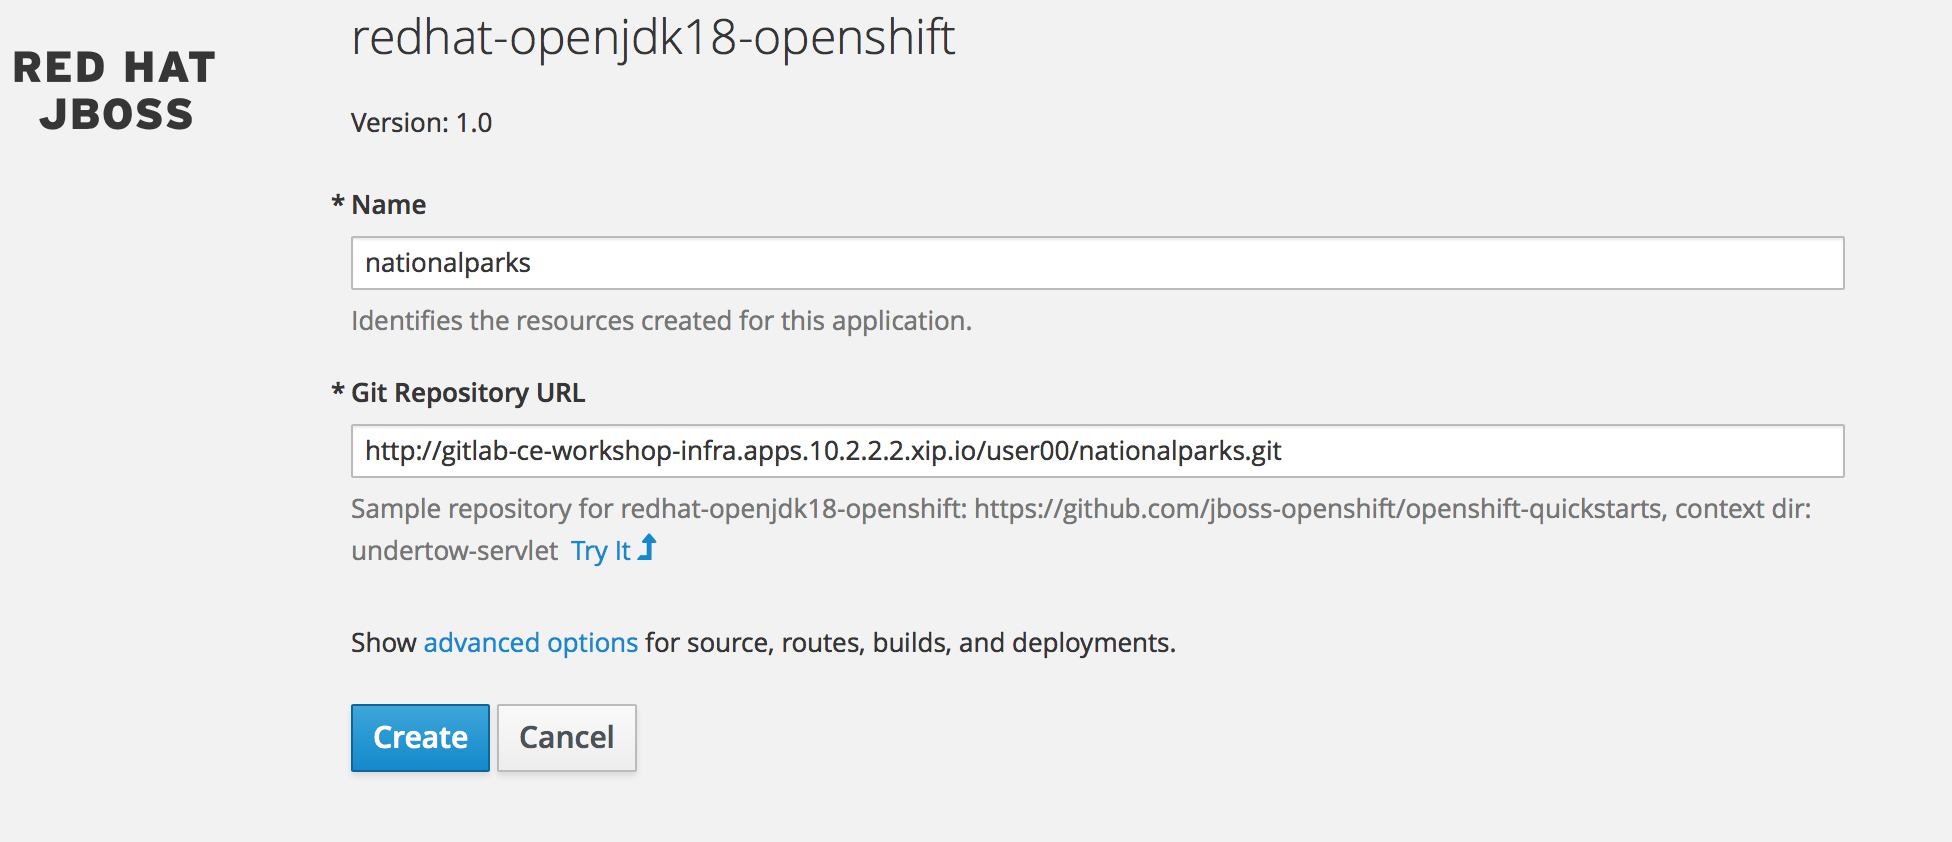 redhat-openjdk18-openshift
RED HAT
JBOSS
Version: 1.0
* Name
nationalparks
Identifies the resources created for this application.
* Git Repository URL
http://gitlab-ce-workshop-infra.apps.10.2.2.2.xip.io/user00/nationalparks.git
Sample repository for redhat-openjdk18-openshift: https://github.com/jboss-openshift/openshift-quickstarts, context dir:
undertow-servlet Try It
Show advanced options for source, routes, builds, and deployments.
Create Cancel